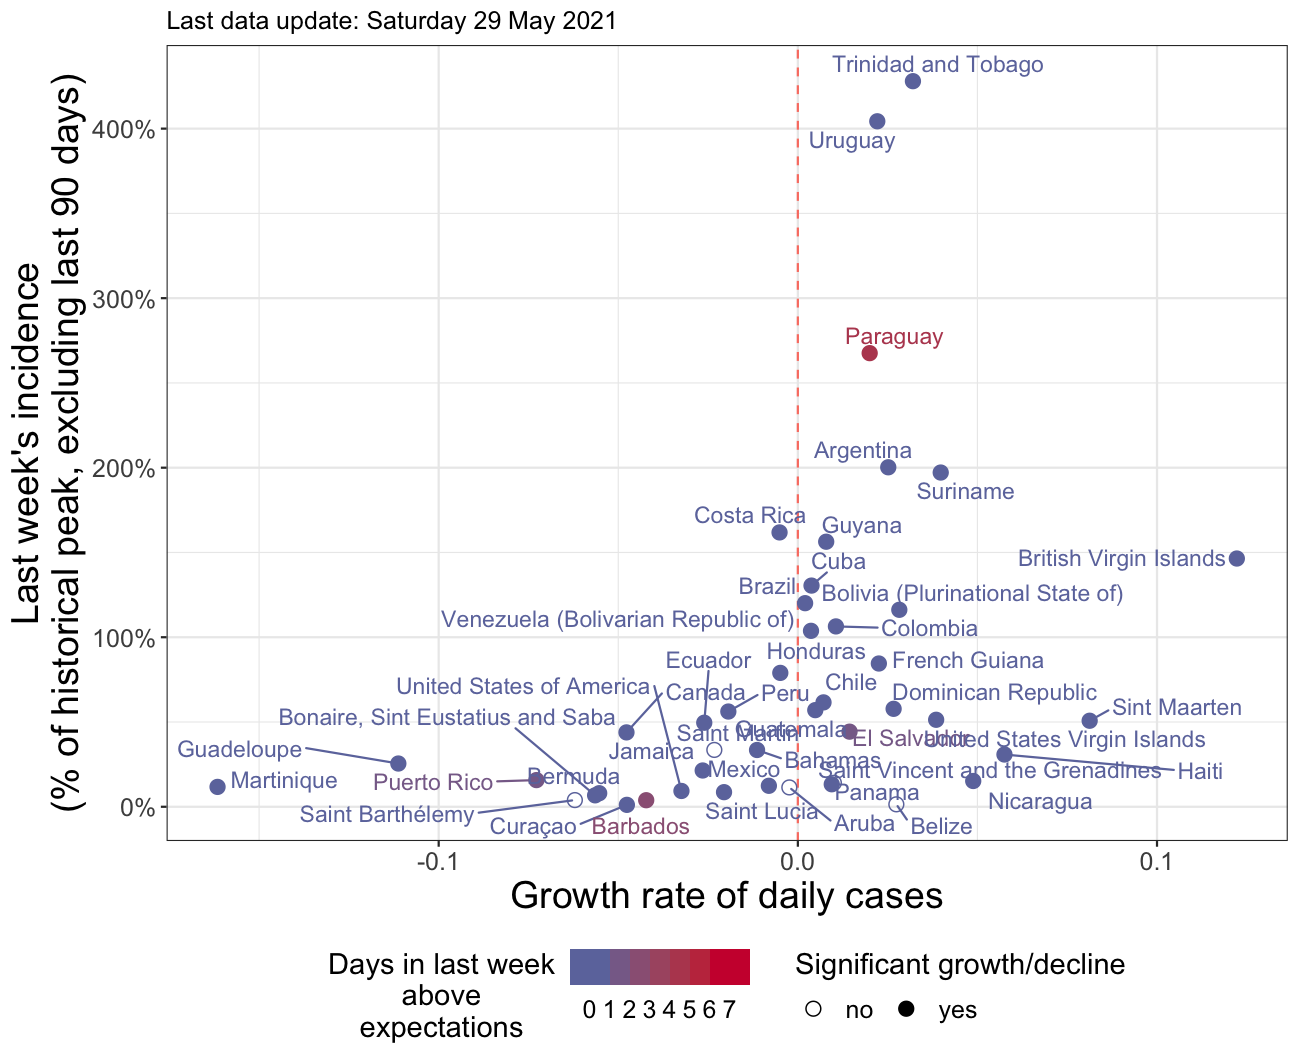 Last data update: Saturday 29 May 2021
Last week's incidence
(% of historical peak, excluding last 90 days)
400%
300%
200%
100%
0%
Trinidad and Tobago
Uruguay
Paraguay
Argentina
Suriname
Costa Rica
Guyana
British Virgin Islands
Cuba
Brazil
Bolivia (Plurinational State of)
Venezuela (Bolivarian Republic of)
Colombia
Honduras
Ecuador
French Guiana
United States of America
Canada
Peru
Chile
Dominican Republic
Sint Maarten
Bonaire, Sint Eustatius and Saba
Saint Martin
Guatemala
El Salvador
United States Virgin Islands
Guadeloupe
Jamaica
Bahamas
Martinique
Puerto Rico
Bermuda
Mexico
Saint Vincent and the Grenadines
Haiti
Panama
Nicaragua
Saint Barthélemy
Curaçao
Barbados
Saint Lucia
Aruba
Belize
-0.1
0.0
0.1
Growth rate of daily cases
Days in last week
above
expectations
0 1 2 3 4 5 6 7
Significant growth/decline
no
yes